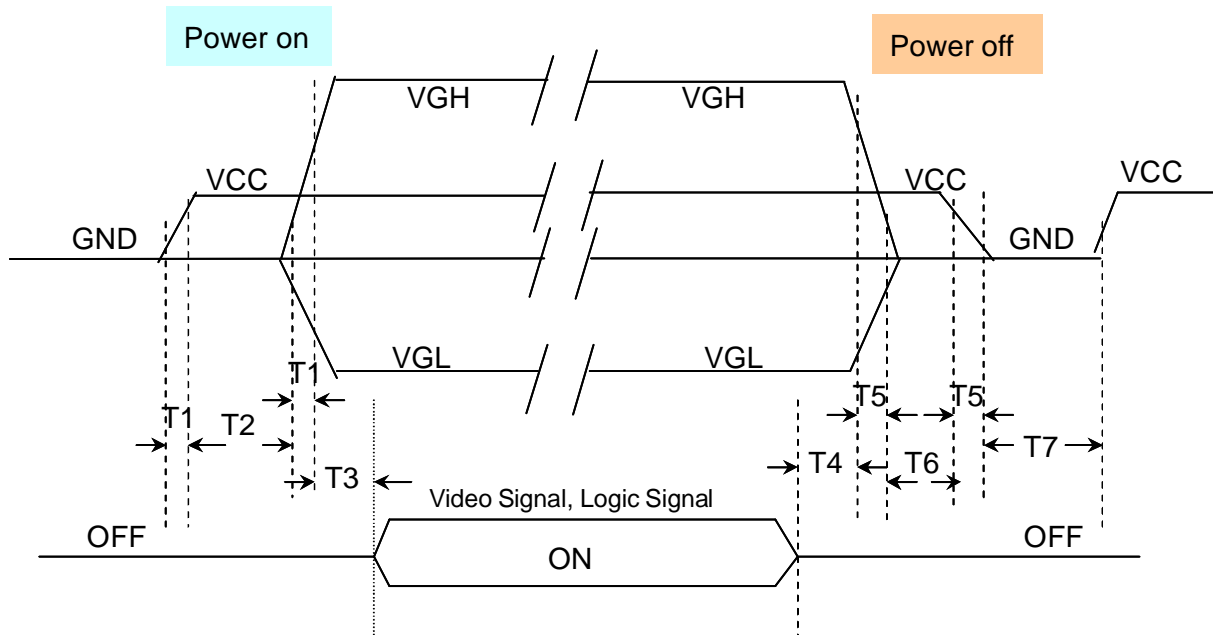 Power on
Power off
VGH
VGH
VCC
VCC
VCC
GND
GND
VGL
VGL
T1
T5
T5
T1
T2
T7
T3
T4
T6
Video Signal, Logic Signal
OFF
ON
OFF